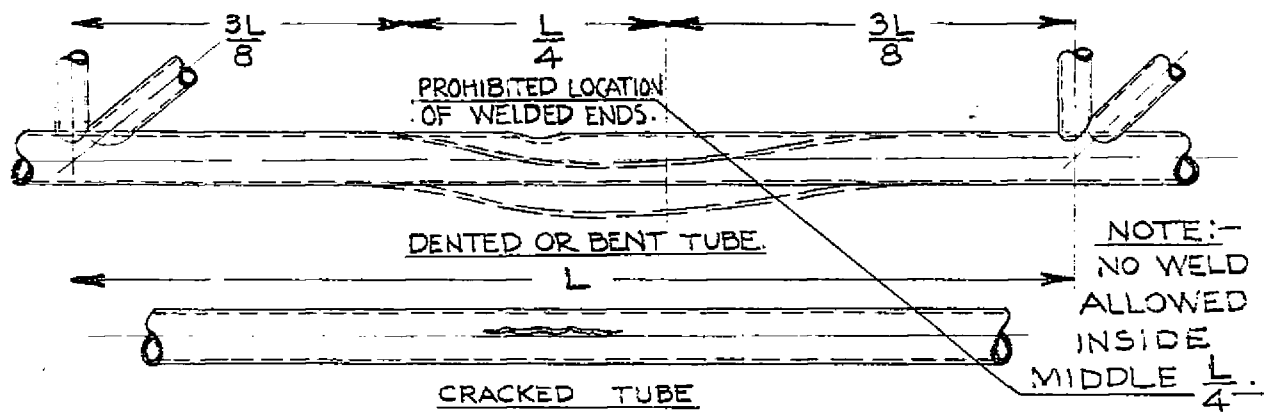 3L/8
L/4
3L/8
PROHIBITED LOCATION
OF WELDED ENDS.
DENTED OR BENT TUBE.
L
NOTE:-
NO WELD
ALLOWED
INSIDE
MIDDLE L/4.
CRACKED TUBE